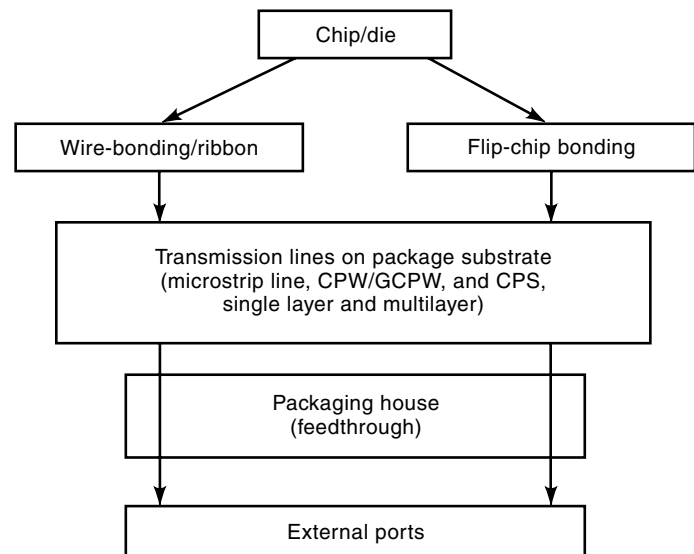 Chip/die
Wire-bonding/ribbon
Flip-chip bonding
Transmission lines on package substrate
(microstrip line, CPW/GCPW, and CPS,
single layer and multilayer)
Packaging house
(feedthrough)
External ports